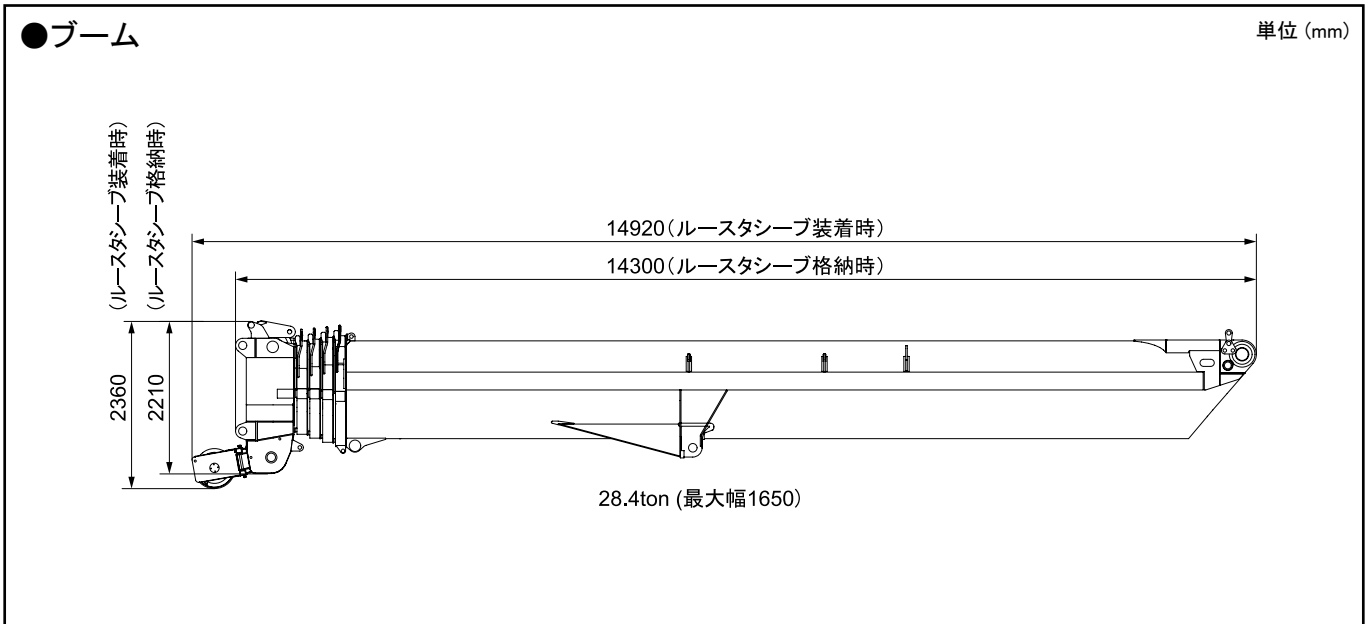 ●ブーム
単位 (mm)
(ルースタシーブ装着時)
(ルースタシーブ格納時)
14920(ルースタシーブ装着時)
14300(ルースタシーブ格納時)
2360
2210
28.4ton (最大幅1650)